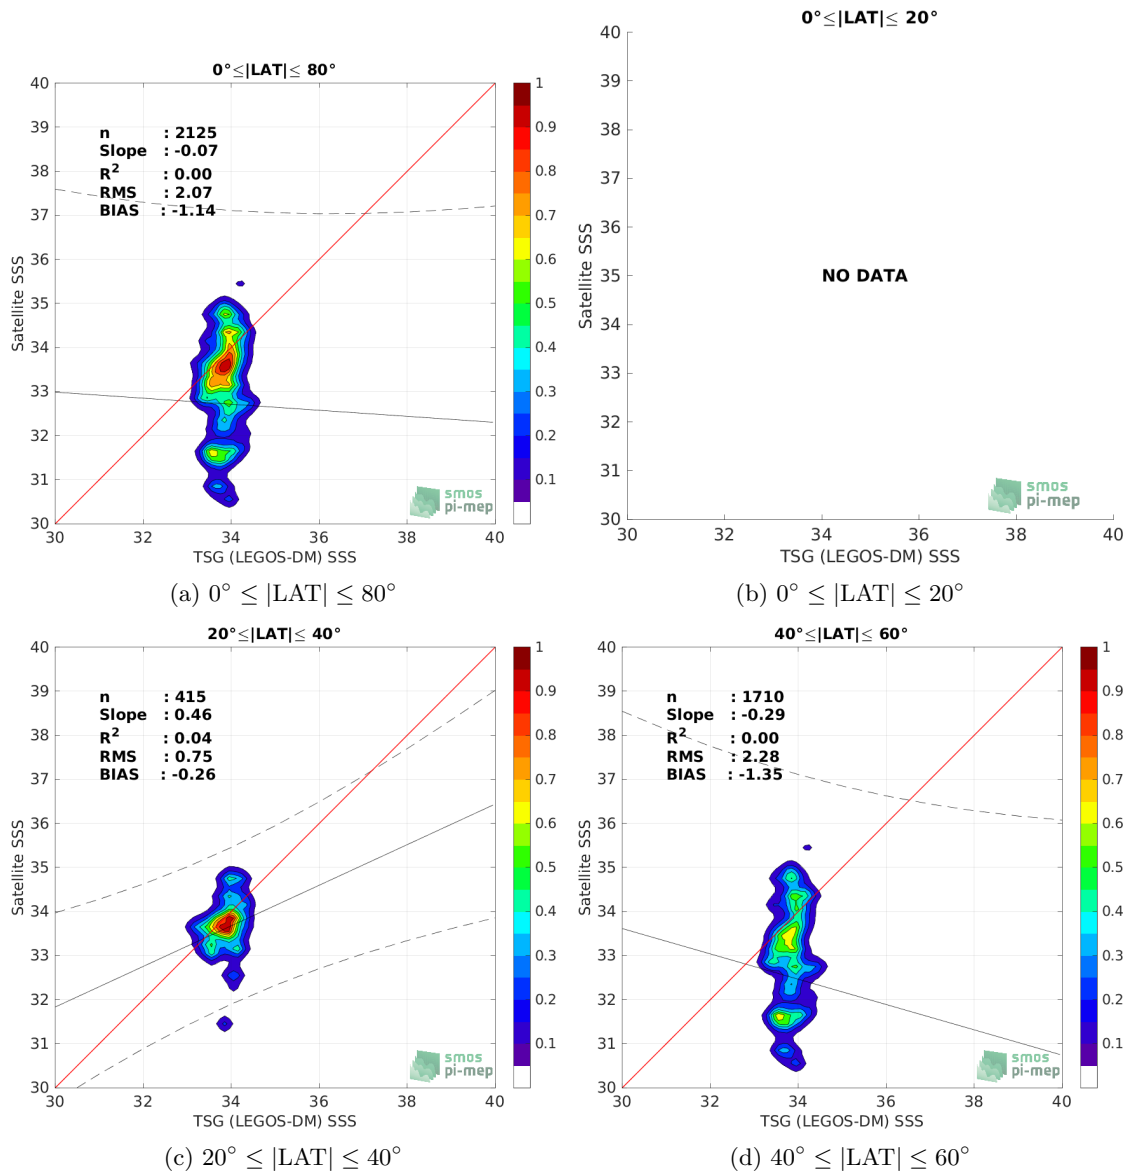 0°≤|LAT|≤ 80°
40
39
38
37
36
35
34
33
32
31
30
Satellite SSS
n : 2125
Slope : -0.07
R² : 0.00
RMS : 2.07
BIAS : -1.14
smos
pi-mep
30 32 34 36 38 40
TSG (LEGOS-DM) SSS
1
0.9
0.8
0.7
0.6
0.5
0.4
0.3
0.2
0.1
(a) 0° ≤ |LAT| ≤ 80°
0°≤|LAT|≤ 20°
40
39
38
37
36
35
34
33
32
31
30
Satellite SSS
NO DATA
smos
pi-mep
30 32 34 36 38 40
TSG (LEGOS-DM) SSS
(b) 0° ≤ |LAT| ≤ 20°
20°≤|LAT|≤ 40°
40
39
38
37
36
35
34
33
32
31
30
Satellite SSS
n : 415
Slope : 0.46
R² : 0.04
RMS : 0.75
BIAS : -0.26
smos
pi-mep
30 32 34 36 38 40
TSG (LEGOS-DM) SSS
1
0.9
0.8
0.7
0.6
0.5
0.4
0.3
0.2
0.1
(c) 20° ≤ |LAT| ≤ 40°
40°≤|LAT|≤ 60°
40
39
38
37
36
35
34
33
32
31
30
Satellite SSS
n : 1710
Slope : -0.29
R² : 0.00
RMS : 2.28
BIAS : -1.35
smos
pi-mep
30 32 34 36 38 40
TSG (LEGOS-DM) SSS
1
0.9
0.8
0.7
0.6
0.5
0.4
0.3
0.2
0.1
(d) 40° ≤ |LAT| ≤ 60°